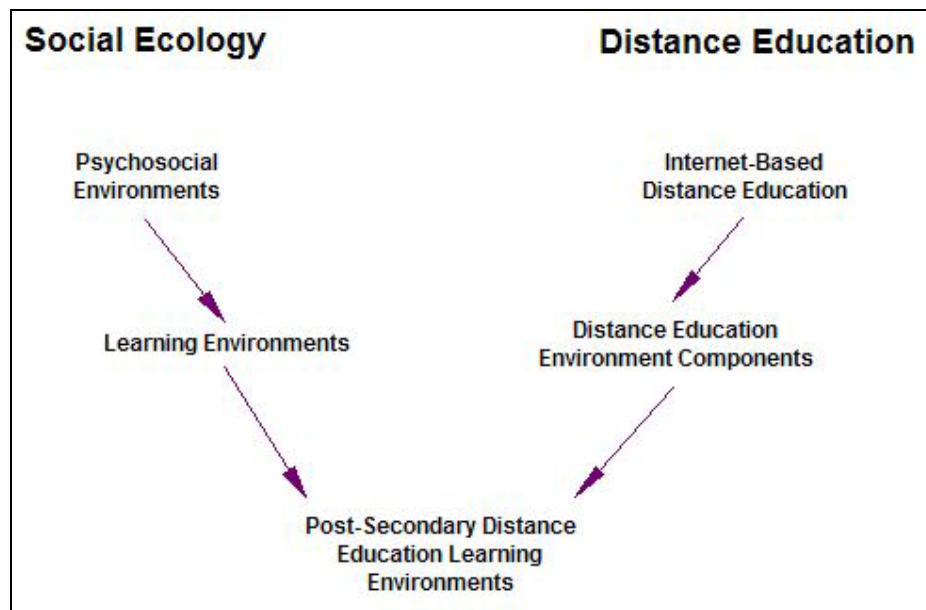 Social Ecology
Distance Education
Psychosocial
Environments
Internet-Based
Distance Education
Learning Environments
Distance Education
Environment Components
Post-Secondary Distance
Education Learning
Environments